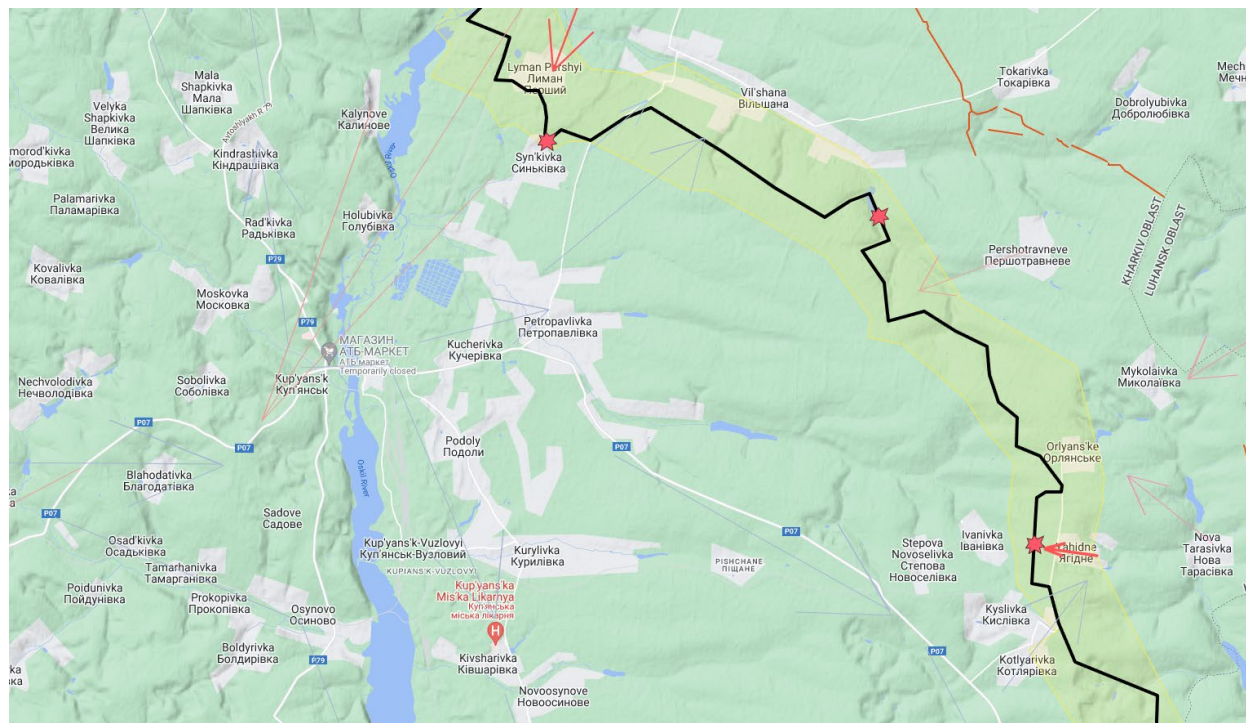 Lyman Pershyi
Лиман
Перший
Tokarivka
Токарівка
Mala
Shapkivka
Мала
Шапківка
Avtoshlyakh R 79
Vil'shana
Вільшана
Dobrolyubivka
Добролюбівка
Velyka
Shapkivka
Велика
Шапківка
Kalynove
Калинове
Kindrashivka
Кіндрашівка
Syn'kivka
Синьківка
Palamarivka
Паламарівка
Holubivka
Голубівка
Rad'kivka
Радьківка
P79
Pershotravneve
Першотравневе
KHARKIV OBLAST
LUHANSK OBLAST
Kovalivka
Ковалівка
Moskovka
Московка
P79
Petropavlivka
Петропавлівка
МАГАЗИН
АТБ-МАРКЕТ
АТБ маркет
Temporarily closed
Kucherivka
Кучерівка
Nechvolodivka
Нечволодівка
Sobolivka
Соболівка
Kup'yans'k
Куп'янськ
Mykolaivka
Миколаївка
P07
P07
Podoly
Подоли
P07
Orlyans'ke
Орлянське
Blahodativka
Благодатівка
Oskil River
P07
Sadove
Садове
P07
Osad'kivka
Осадьківка
Kup'yans'k-Vuzlovyi
Куп'янськ-Вузловий
KUPIANS'K-VUZLOVYI
Kurylivka
Курилівка
PISHCHANE
ПІЩАНЕ
Stepova
Novoselivka
Степова
Новоселівка
Ivanivka
Іванівка
Ягідне
Nova
Tarasivka
Нова
Тарасівка
Tamarhanivka
Тамарганівка
Poidunivka
Пойдунівка
Prokopivka
Прокопівка
Kup'yans'ka
Mis'ka Likarnya
Куп'янська
міська лікарня
H
Osynovo
Осиново
Kyslivka
Кислівка
Boldyrivka
Болдирівка
P79
Kivsharivka
Ківшарівка
P07
Kotlyarivka
Котлярівка
Novoosynove
Новоосинове